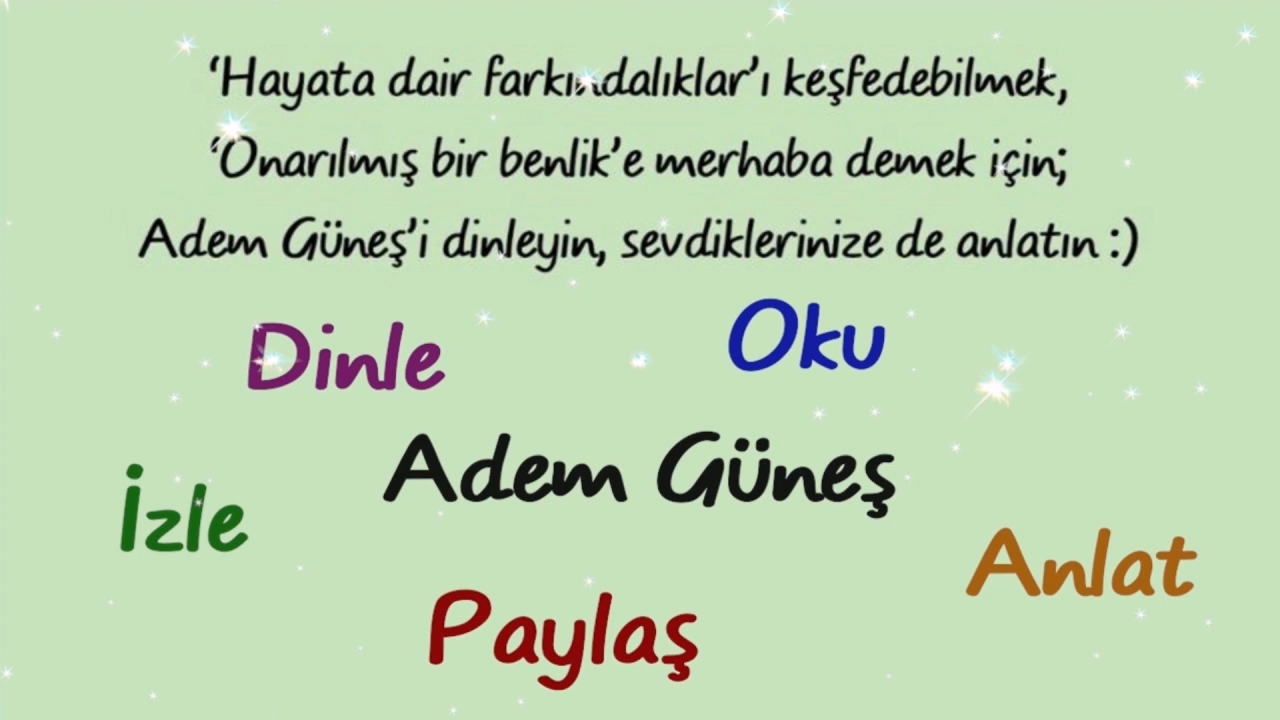 ‘Hayata dair farkındalıklar’ı keşfedebilmek,
‘Onarılmış bir benlik’e merhaba demek için;
Adem Güneş’i dinleyin, sevdiklerinize de anlatın :)
Dinle
Oku
Adem Güneş
İzle
Anlat
Paylaş